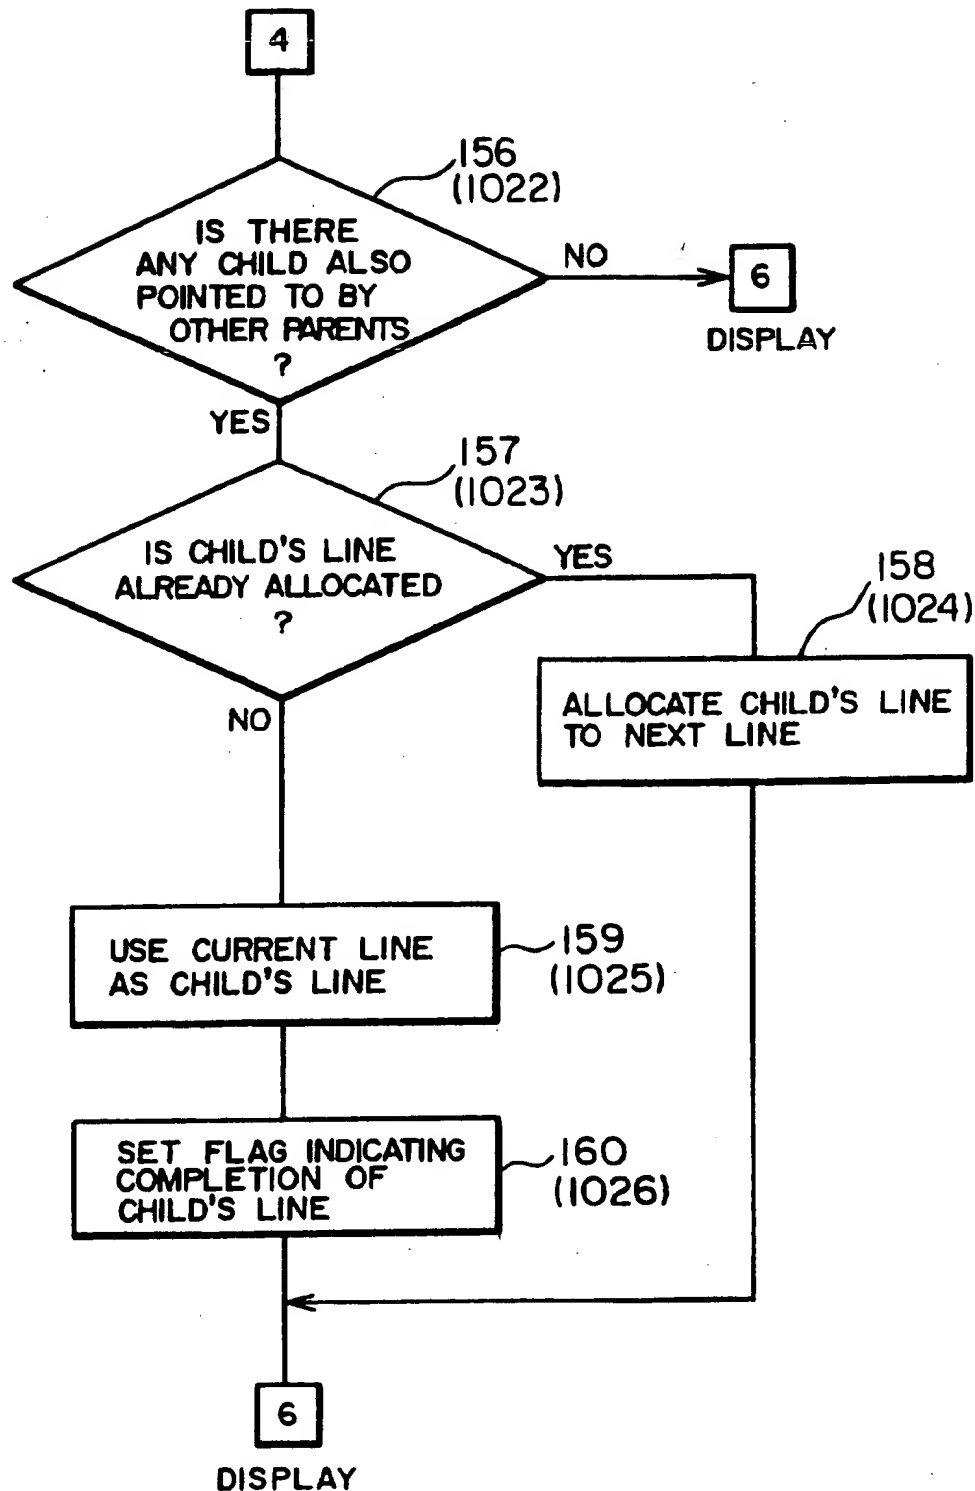 4
156
(1022)
IS THERE
ANY CHILD ALSO
POINTED TO BY
OTHER PARENTS
?
NO
6
DISPLAY
YES
157
(1023)
IS CHILD'S LINE
ALREADY ALLOCATED
?
YES
158
(1024)
ALLOCATE CHILD'S LINE
TO NEXT LINE
NO
USE CURRENT LINE
AS CHILD'S LINE
159
(1025)
SET FLAG INDICATING
COMPLETION OF
CHILD'S LINE
160
(1026)
6
DISPLAY